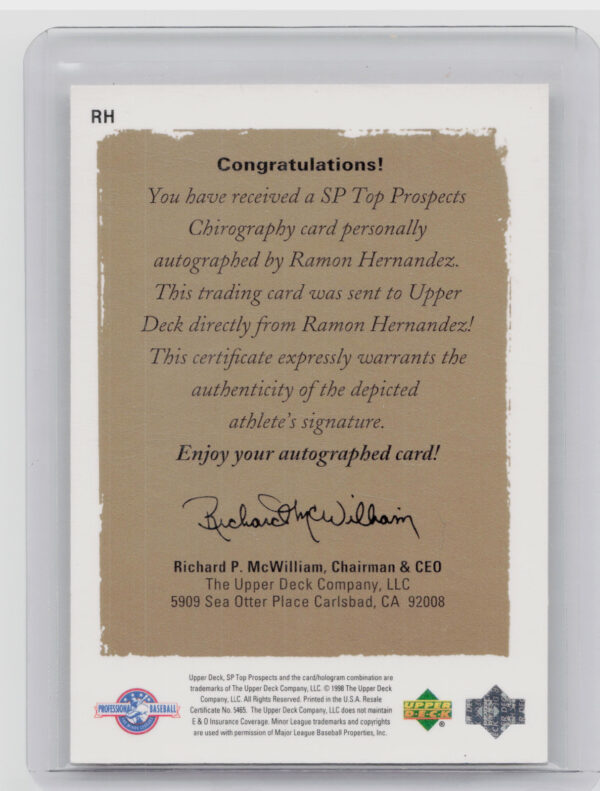 RH
Congratulations!
You have received a SP Top Prospects
Chirography card personally
autographed by Ramon Hernandez.
This trading card was sent to Upper
Deck directly from Ramon Hernandez!
This certificate expressly warrants the
authenticity of the depicted
athlete's signature.
Enjoy your autographed card!
Richard McWilliam
Richard P. McWilliam, Chairman & CEO
The Upper Deck Company, LLC
5909 Sea Otter Place Carlsbad, CA 92008
Upper Deck, SP Top Prospects and the card/hologram combination are
trademarks of The Upper Deck Company, LLC. © 1998 The Upper Deck
Company, LLC. All Rights Reserved. Printed in the U.S.A. Resale
Certificate No. 5465. The Upper Deck Company, LLC does not maintain
E & O Insurance Coverage. Minor League trademarks and copyrights
are used with permission of Major League Baseball Properties, Inc.
PROFESSIONAL BASEBALL
UPPER
DECK
®